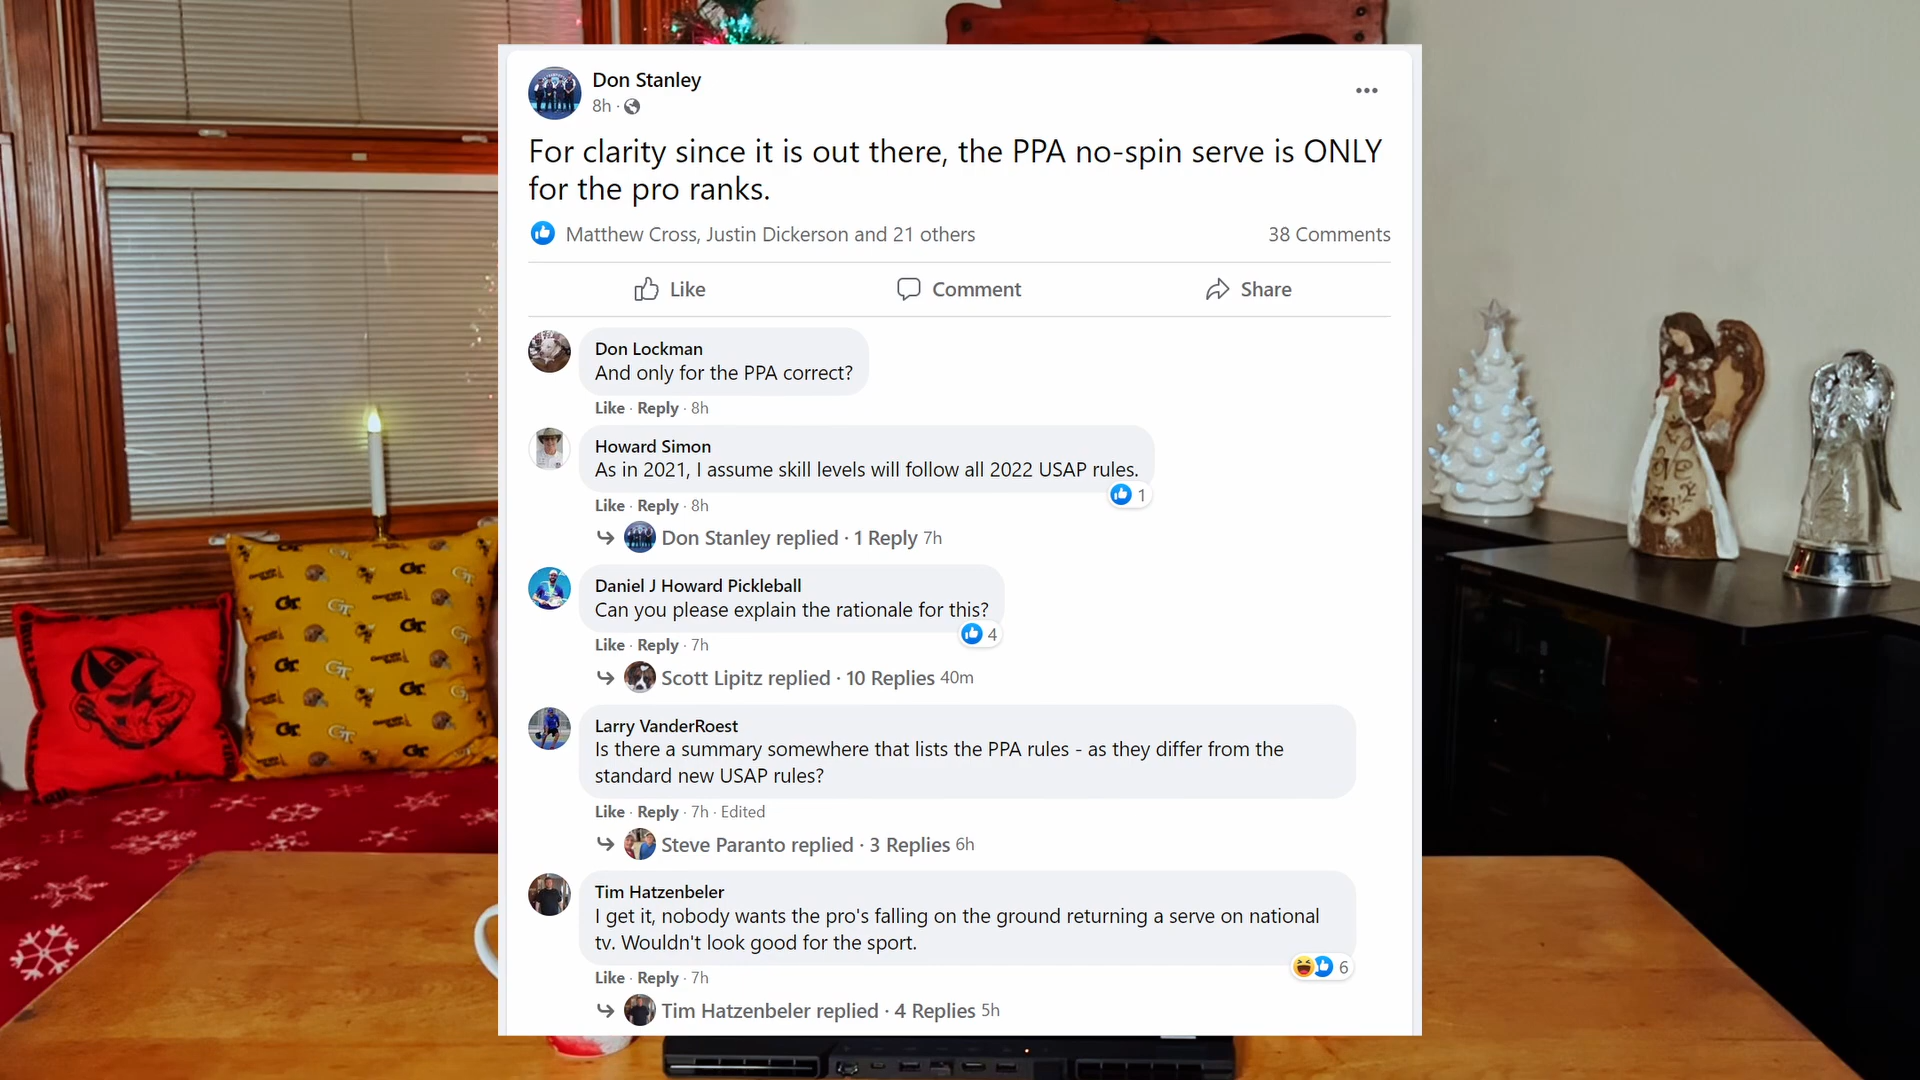 Don Stanley
8h ·
For clarity since it is out there, the PPA no-spin serve is ONLY
for the pro ranks.
Matthew Cross, Justin Dickerson and 21 others
38 Comments
Like
Comment
Share
Don Lockman
And only for the PPA correct?
Like · Reply · 8h
Howard Simon
As in 2021, I assume skill levels will follow all 2022 USAP rules.
1
Like · Reply · 8h
Don Stanley replied · 1 Reply 7h
Daniel J Howard Pickleball
Can you please explain the rationale for this?
4
Like · Reply · 7h
Scott Lipitz replied · 10 Replies 40m
Larry VanderRoest
Is there a summary somewhere that lists the PPA rules - as they differ from the
standard new USAP rules?
Like · Reply · 7h · Edited
Steve Paranto replied · 3 Replies 6h
Tim Hatzenbeler
I get it, nobody wants the pro's falling on the ground returning a serve on national
tv. Wouldn't look good for the sport.
6
Like · Reply · 7h
Tim Hatzenbeler replied · 4 Replies 5h
GT